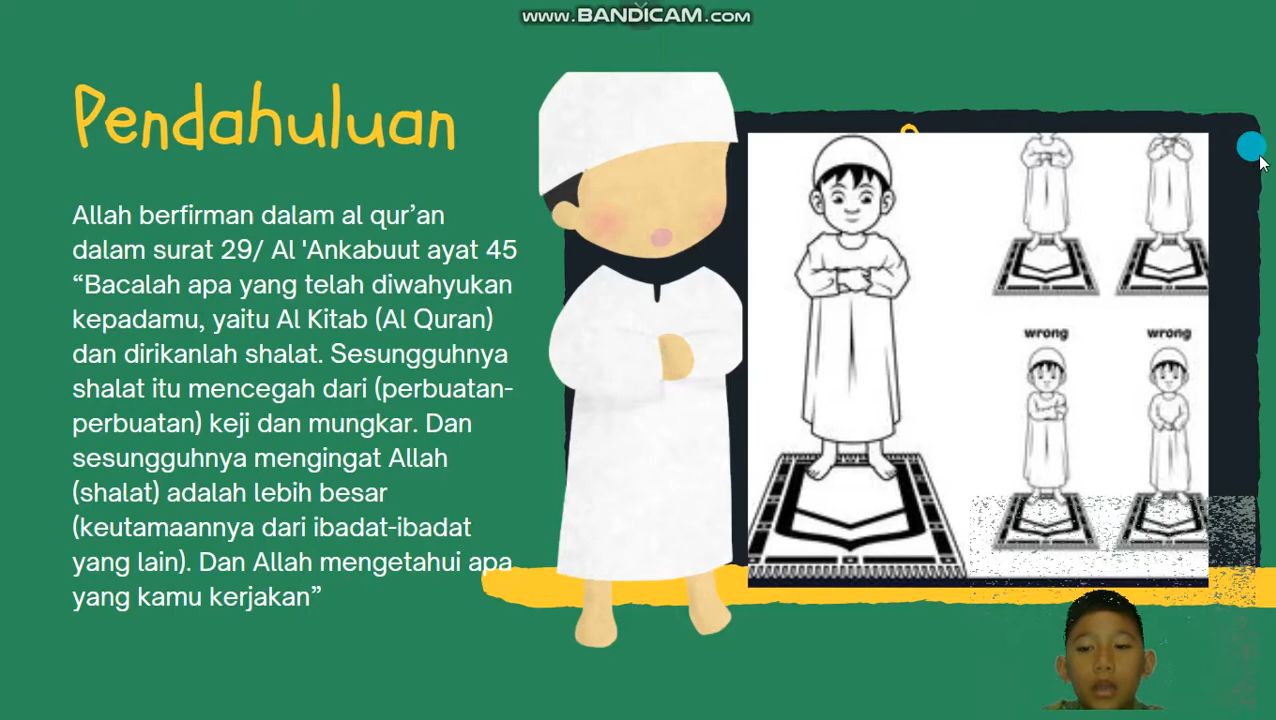 www.BANDICAM.com
Pendahuluan
Allah berfirman dalam al qur’an
dalam surat 29/ Al 'Ankabuut ayat 45
“Bacalah apa yang telah diwahyukan
kepadamu, yaitu Al Kitab (Al Quran)
dan dirikanlah shalat. Sesungguhnya
shalat itu mencegah dari (perbuatan-
perbuatan) keji dan mungkar. Dan
sesungguhnya mengingat Allah
(shalat) adalah lebih besar
(keutamaannya dari ibadat-ibadat
yang lain). Dan Allah mengetahui apa
yang kamu kerjakan”
wrong wrong